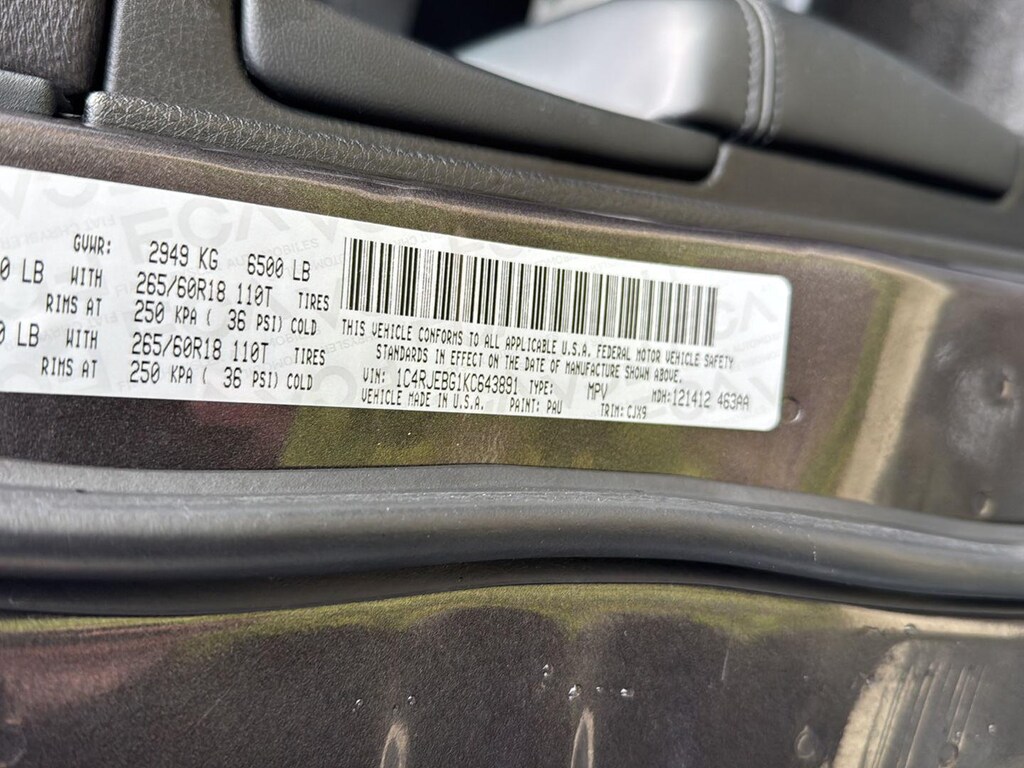 GVWR: 2949 KG 6500 LB
0 LB WITH 265/60R18 110T TIRES
RIMS AT 250 KPA ( 36 PSI) COLD
0 LB WITH 265/60R18 110T TIRES
RIMS AT 250 KPA ( 36 PSI) COLD
THIS VEHICLE CONFORMS TO ALL APPLICABLE U.S.A. FEDERAL MOTOR VEHICLE SAFETY
STANDARDS IN EFFECT ON THE DATE OF MANUFACTURE SHOWN ABOVE.
VIN: 1C4RJEBG1KC643891 TYPE: MPV MDH:121412 463AA
VEHICLE MADE IN U.S.A. PAINT: PAU TRIM: CJX9